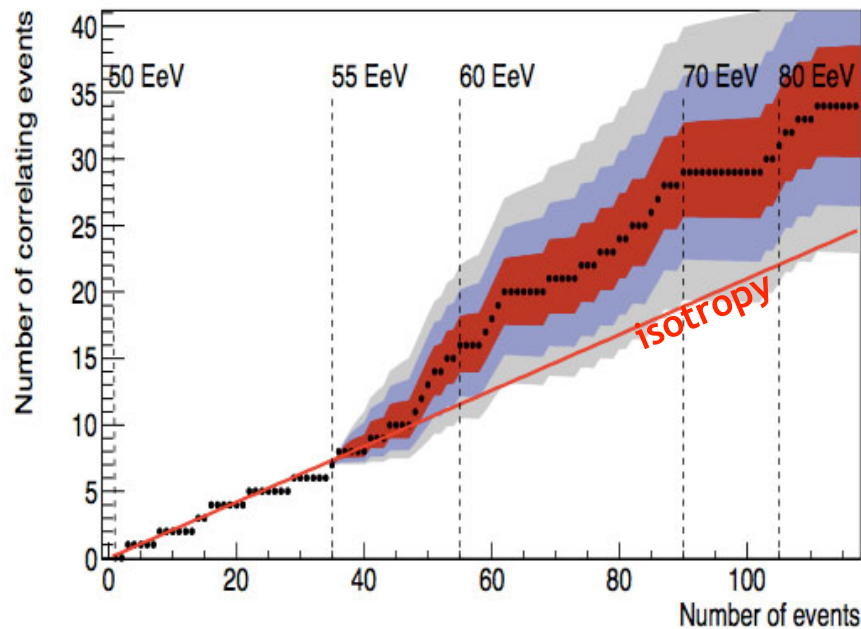 40
35
30
25
20
15
10
5
0
Number of correlating events
50 EeV
55 EeV
60 EeV
70 EeV
80 EeV
isotropy
0
20
40
60
80
100
Number of events